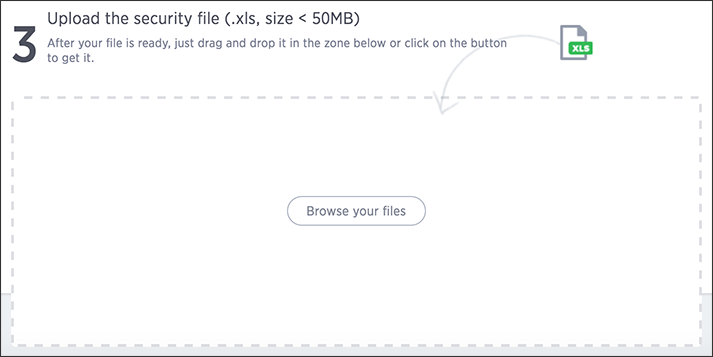 3
Upload the security file (.xls, size < 50MB)
After your file is ready, just drag and drop it in the zone below or click on the button
to get it.
XLS
Browse your files